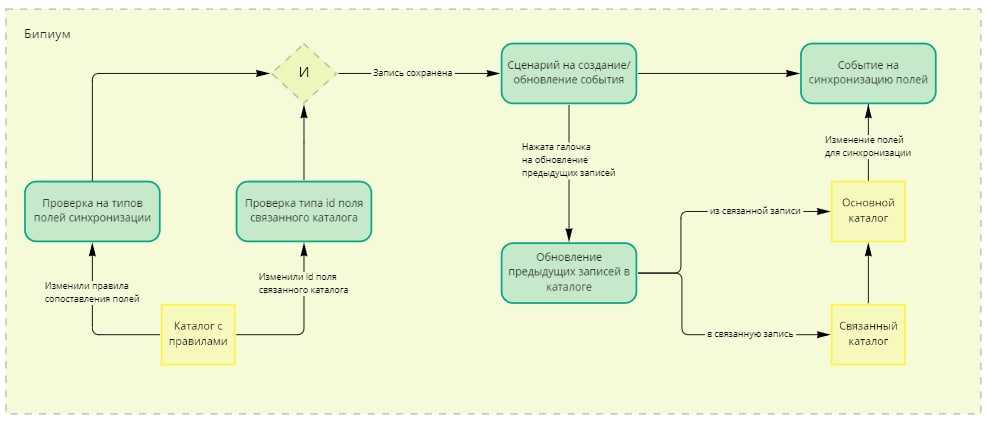 Бипиум
И
Запись сохранена
Сценарий на создание/
обновление события
Событие на
синхронизацию полей
Нажата галочка
на обновление
предыдущих записей
Изменение полей
для синхронизации
Проверка на типов
полей синхронизации
Проверка типа id поля
связанного каталога
из связанной записи
Основной
каталог
Изменили правила
сопоставления полей
Изменили id поля
связанного каталога
Обновление
предыдущих записей в
каталоге
Каталог с
правилами
в связанную запись
Связанный
каталог